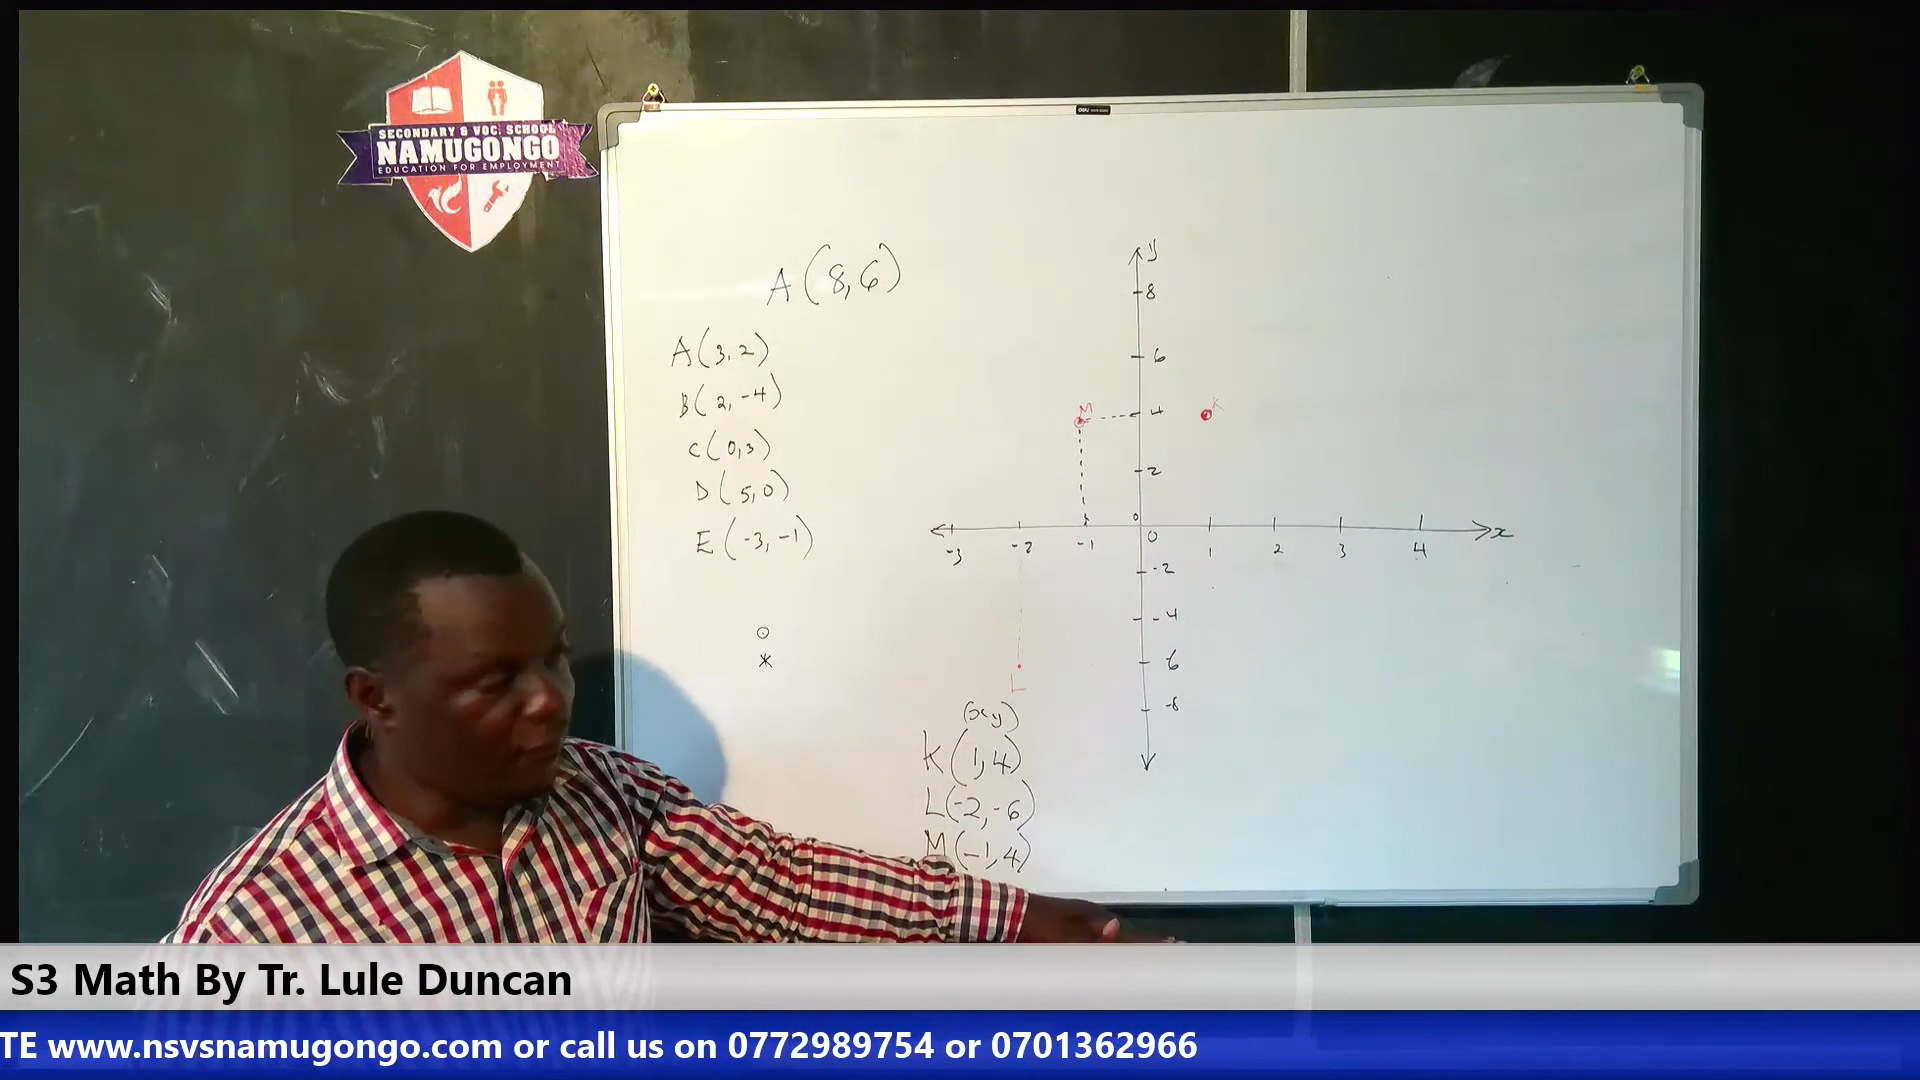 SECONDARY & VOC. SCHOOL
NAMUGONGO
EDUCATION FOR EMPLOYMENT
A (8,6)
A (3,2)
B (2,-4)
C (0,3)
D (5,0)
E (-3,-1)
y
8
6
M
4
K
2
0
x
-3 -2 -1 0 1 2 3 4
-2
-4
-6
-8
L
(x,y)
K (1,4)
L (-2,-6)
M (-1,4)
S3 Math By Tr. Lule Duncan
TE www.nsvsnamugongo.com or call us on 0772989754 or 0701362966